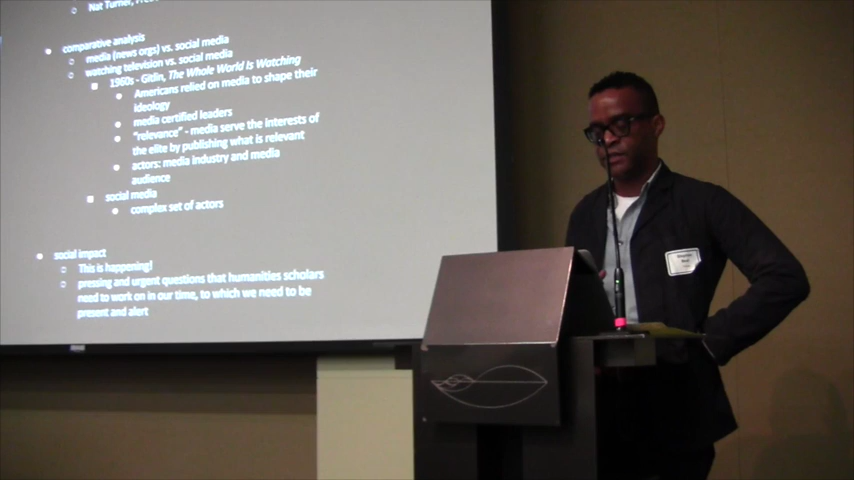 Nat Turner,
comparative analysis
media (news orgs) vs. social media
watching television vs. social media
1960s - Gitlin, The Whole World Is Watching
Americans relied on media to shape their
ideology
media certified leaders
"relevance" - media serve the interests of
the elite by publishing what is relevant
actors: media industry and media
audience
social media
complex set of actors
social impact
This is happening!
pressing and urgent questions that humanities scholars
need to work on in our time, to which we need to be
present and alert